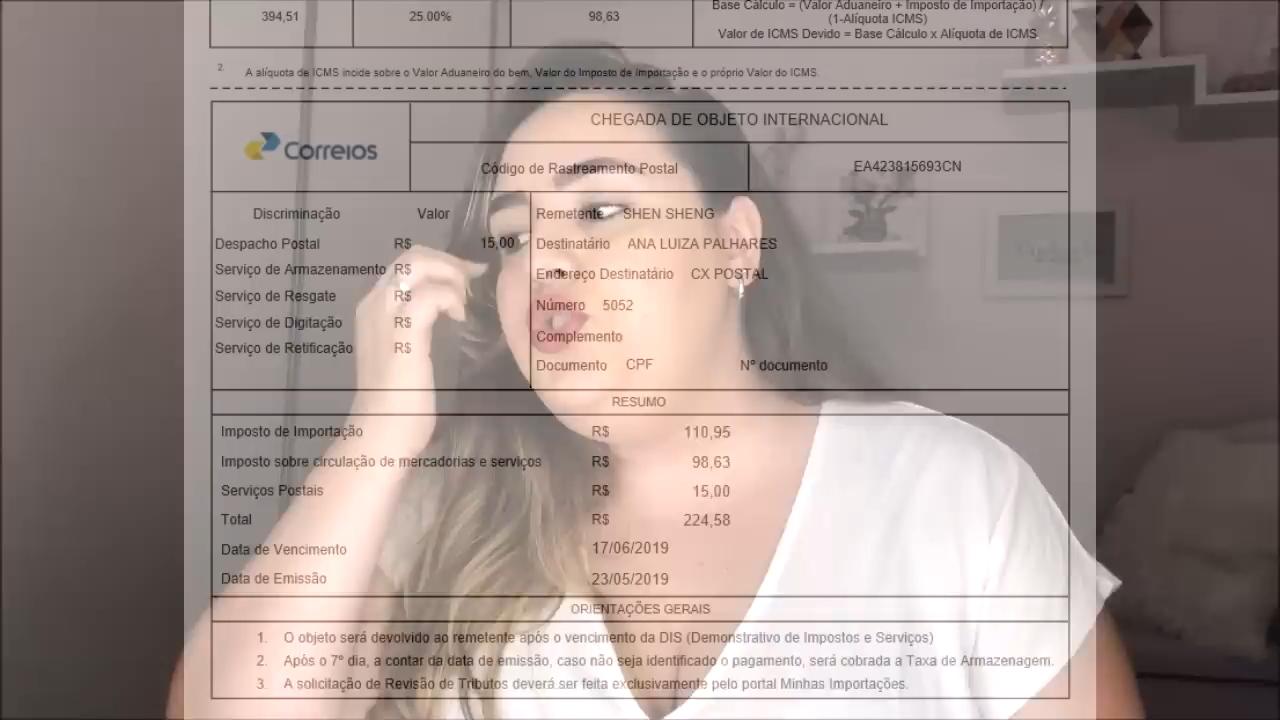 394,51 25.00% 98,63 Base Cálculo = (Valor Aduaneiro + Imposto de Importação) /
(1-Alíquota ICMS)
Valor de ICMS Devido = Base Cálculo x Alíquota de ICMS
2. A alíquota de ICMS incide sobre o Valor Aduaneiro do bem, Valor do Imposto de Importação e o próprio Valor do ICMS.
Correios
CHEGADA DE OBJETO INTERNACIONAL
Código de Rastreamento Postal EA423815693CN
Discriminação Valor
Despacho Postal R$ 15,00
Serviço de Armazenamento R$
Serviço de Resgate R$
Serviço de Digitação R$
Serviço de Retificação R$
Remetente SHEN SHENG
Destinatário ANA LUIZA PALHARES
Endereço Destinatário CX POSTAL
Número 5052
Complemento
Documento CPF Nº documento
RESUMO
Imposto de Importação R$ 110,95
Imposto sobre circulação de mercadorias e serviços R$ 98,63
Serviços Postais R$ 15,00
Total R$ 224,58
Data de Vencimento 17/06/2019
Data de Emissão 23/05/2019
ORIENTAÇÕES GERAIS
1. O objeto será devolvido ao remetente após o vencimento da DIS (Demonstrativo de Impostos e Serviços)
2. Após o 7º dia, a contar da data de emissão, caso não seja identificado o pagamento, será cobrada a Taxa de Armazenagem.
3. A solicitação de Revisão de Tributos deverá ser feita exclusivamente pelo portal Minhas Importações.